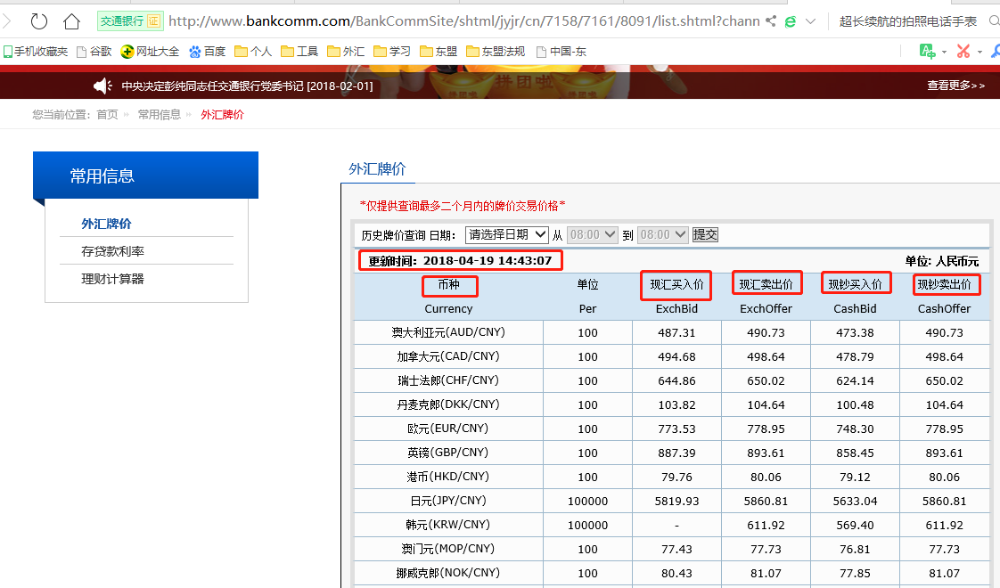 交通银行 证 http://www.bankcomm.com/BankCommSite/shtml/jyjr/cn/7158/7161/8091/list.shtml?chann 超长续航的拍照电话手表
手机收藏夹 谷歌 网址大全 百度 个人 工具 外汇 学习 东盟 东盟法规 中国-东
中央决定彭纯同志任交通银行党委书记 [2018-02-01] 拼团啦 查看更多>>
您当前位置： 首页 » 常用信息 » 外汇牌价
常用信息
外汇牌价
存贷款利率
理财计算器
外汇牌价
*仅提供查询最多二个月内的牌价交易价格*
历史牌价查询 日期： 请选择日期 从 08:00 到 08:00 提交
更新时间：2018-04-19 14:43:07 单位: 人民币元
币种 单位 现汇买入价 现汇卖出价 现钞买入价 现钞卖出价
Currency Per ExchBid ExchOffer CashBid CashOffer
澳大利亚元(AUD/CNY) 100 487.31 490.73 473.38 490.73
加拿大元(CAD/CNY) 100 494.68 498.64 478.79 498.64
瑞士法郎(CHF/CNY) 100 644.86 650.02 624.14 650.02
丹麦克郎(DKK/CNY) 100 103.82 104.64 100.48 104.64
欧元(EUR/CNY) 100 773.53 778.95 748.30 778.95
英镑(GBP/CNY) 100 887.39 893.61 858.45 893.61
港币(HKD/CNY) 100 79.76 80.06 79.12 80.06
日元(JPY/CNY) 100000 5819.93 5860.81 5633.04 5860.81
韩元(KRW/CNY) 100000 - 611.92 569.40 611.92
澳门元(MOP/CNY) 100 77.43 77.73 76.81 77.73
挪威克郎(NOK/CNY) 100 80.43 81.07 77.85 81.07